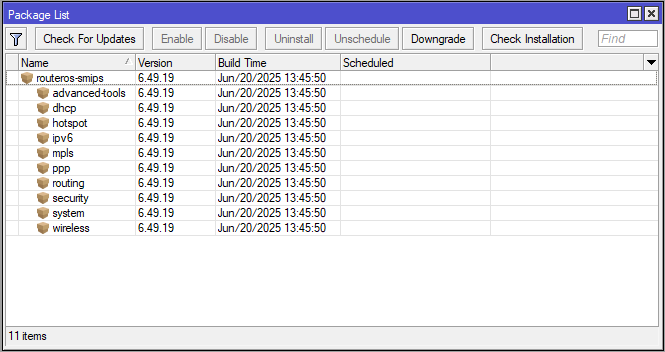 Package List
Check For Updates Enable Disable Uninstall Unschedule Downgrade Check Installation Find
Name / Version Build Time Scheduled
routeros-smips 6.49.19 Jun/20/2025 13:45:50
advanced-tools 6.49.19 Jun/20/2025 13:45:50
dhcp 6.49.19 Jun/20/2025 13:45:50
hotspot 6.49.19 Jun/20/2025 13:45:50
ipv6 6.49.19 Jun/20/2025 13:45:50
mpls 6.49.19 Jun/20/2025 13:45:50
ppp 6.49.19 Jun/20/2025 13:45:50
routing 6.49.19 Jun/20/2025 13:45:50
security 6.49.19 Jun/20/2025 13:45:50
system 6.49.19 Jun/20/2025 13:45:50
wireless 6.49.19 Jun/20/2025 13:45:50
11 items